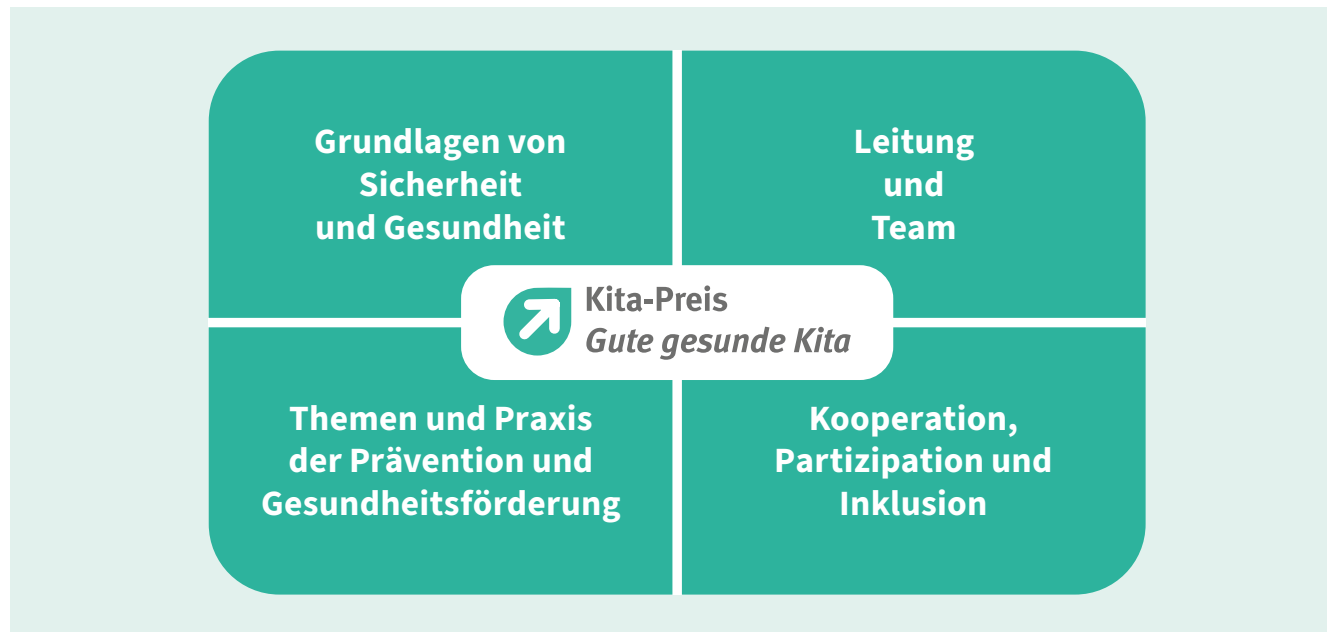 Grundlagen von
Sicherheit
und Gesundheit
Leitung
und
Team
Kita-Preis
Gute gesunde Kita
Themen und Praxis
der Prävention und
Gesundheitsförderung
Kooperation,
Partizipation und
Inklusion